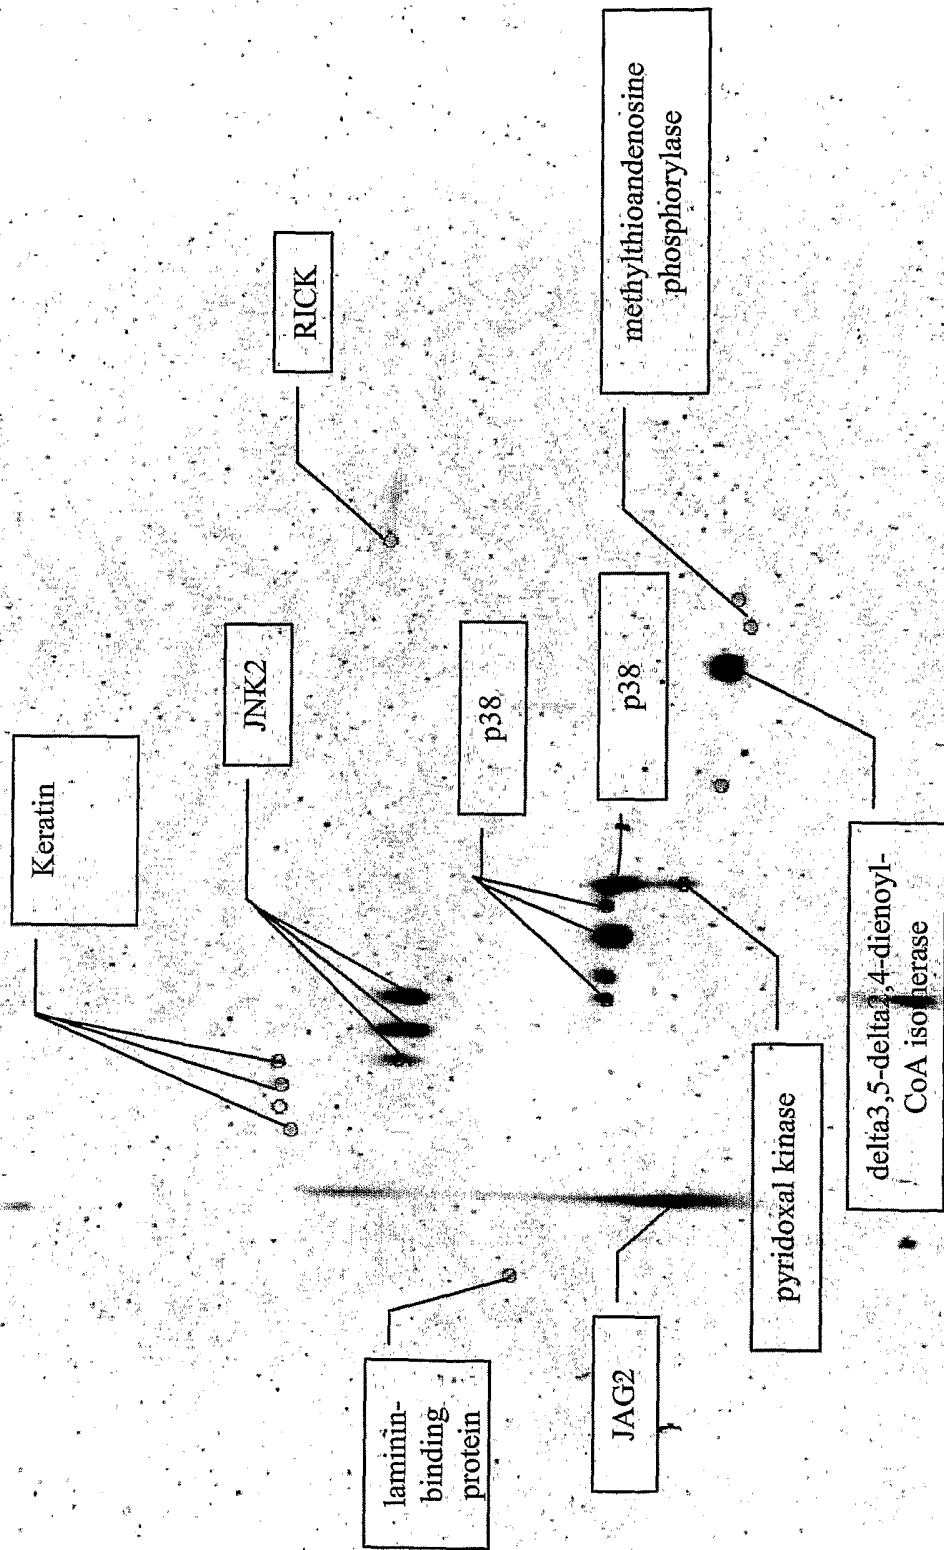 Keratin
JNK2
RICK
p38
p38
methylthioandenosine
phosphorylase
laminin-
binding
protein
JAG2
pyridoxal kinase
delta3,5-delta2,4-dienoyl-
CoA isomerase